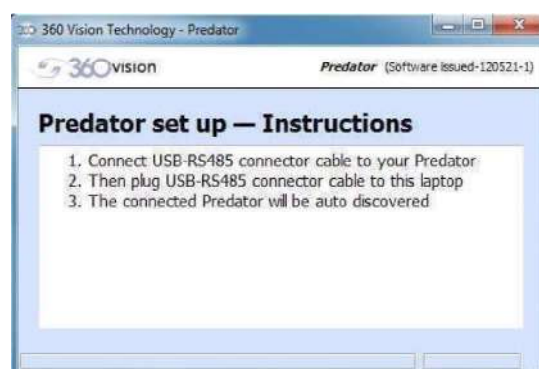 360 Vision Technology - Predator
360 vision
Predator (Software issued-120521-1)
Predator set up — Instructions
1. Connect USB-RS485 connector cable to your Predator
2. Then plug USB-RS485 connector cable to this laptop
3. The connected Predator will be auto discovered